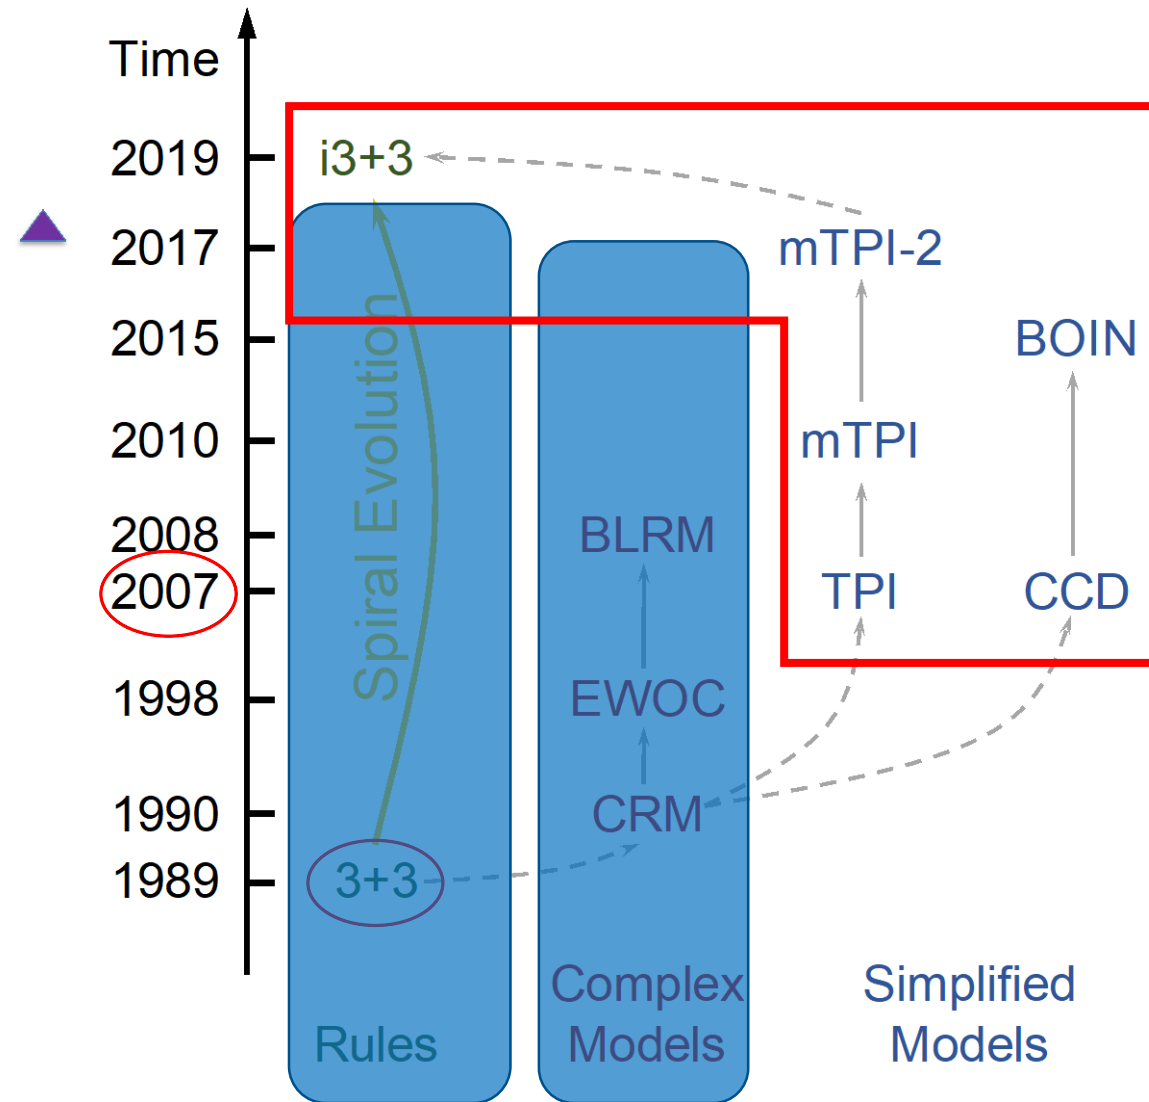 Time
2019
i3+3
2017
mTPI-2
2015
BOIN
2010
mTPI
Spiral Evolution
2008
BLRM
2007
TPI
CCD
1998
EWOC
1990
CRM
1989
3+3
Rules
Complex
Models
Simplified
Models